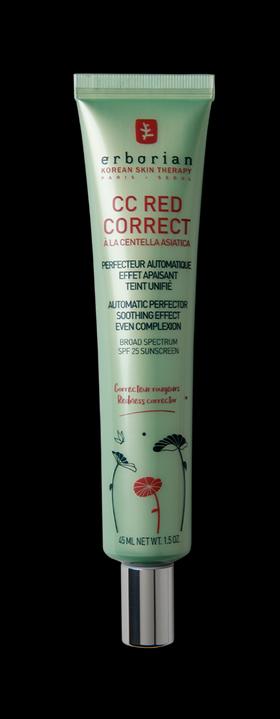 erborian
KOREAN SKIN THERAPY
PARIS - SEOUL
CC RED
CORRECT
À LA CENTELLA ASIATICA
PERFECTEUR AUTOMATIQUE
EFFET APAISANT
TEINT UNIFIÉ
AUTOMATIC PERFECTOR
SOOTHING EFFECT
EVEN COMPLEXION
BROAD SPECTRUM
SPF 25 SUNSCREEN
Correcteur rougeurs
Redness corrector
45 ML NET WT. 1.5 OZ.